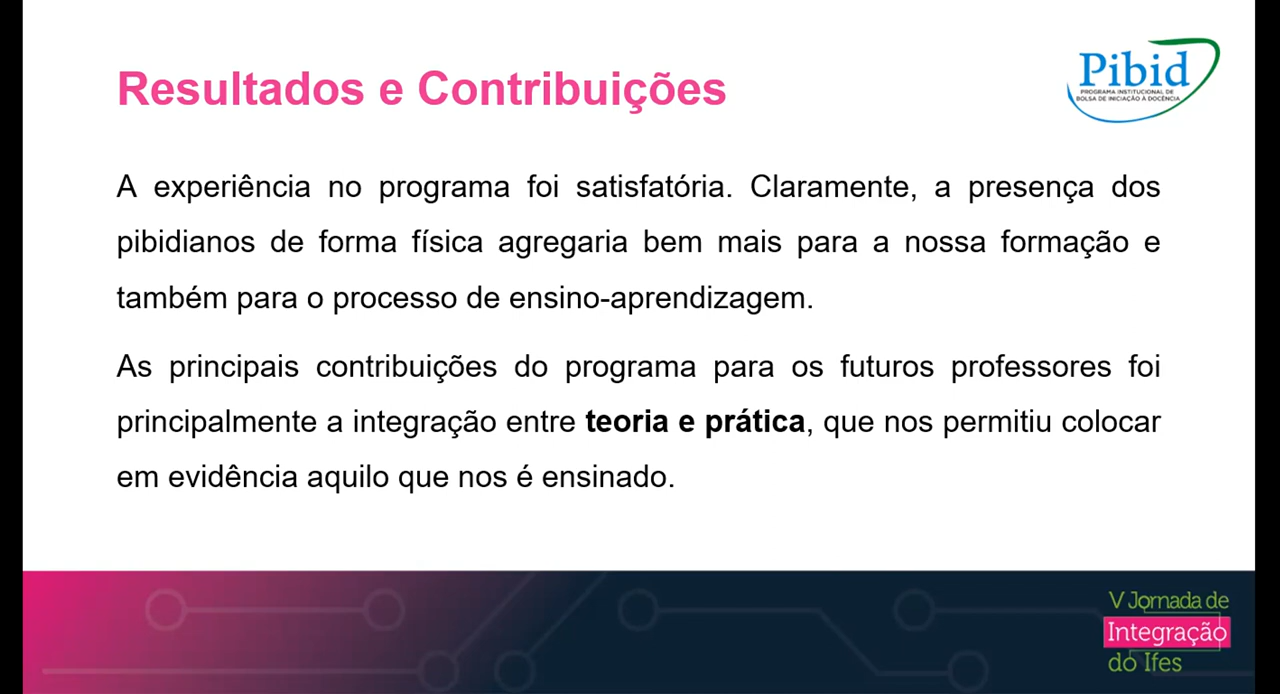 Resultados e Contribuições
Pibid
PROGRAMA INSTITUCIONAL DE
BOLSA DE INICIAÇÃO À DOCÊNCIA
A experiência no programa foi satisfatória. Claramente, a presença dos
pibidianos de forma física agregaria bem mais para a nossa formação e
também para o processo de ensino-aprendizagem.
As principais contribuições do programa para os futuros professores foi
principalmente a integração entre teoria e prática, que nos permitiu colocar
em evidência aquilo que nos é ensinado.
V Jornada de
Integração
do Ifes